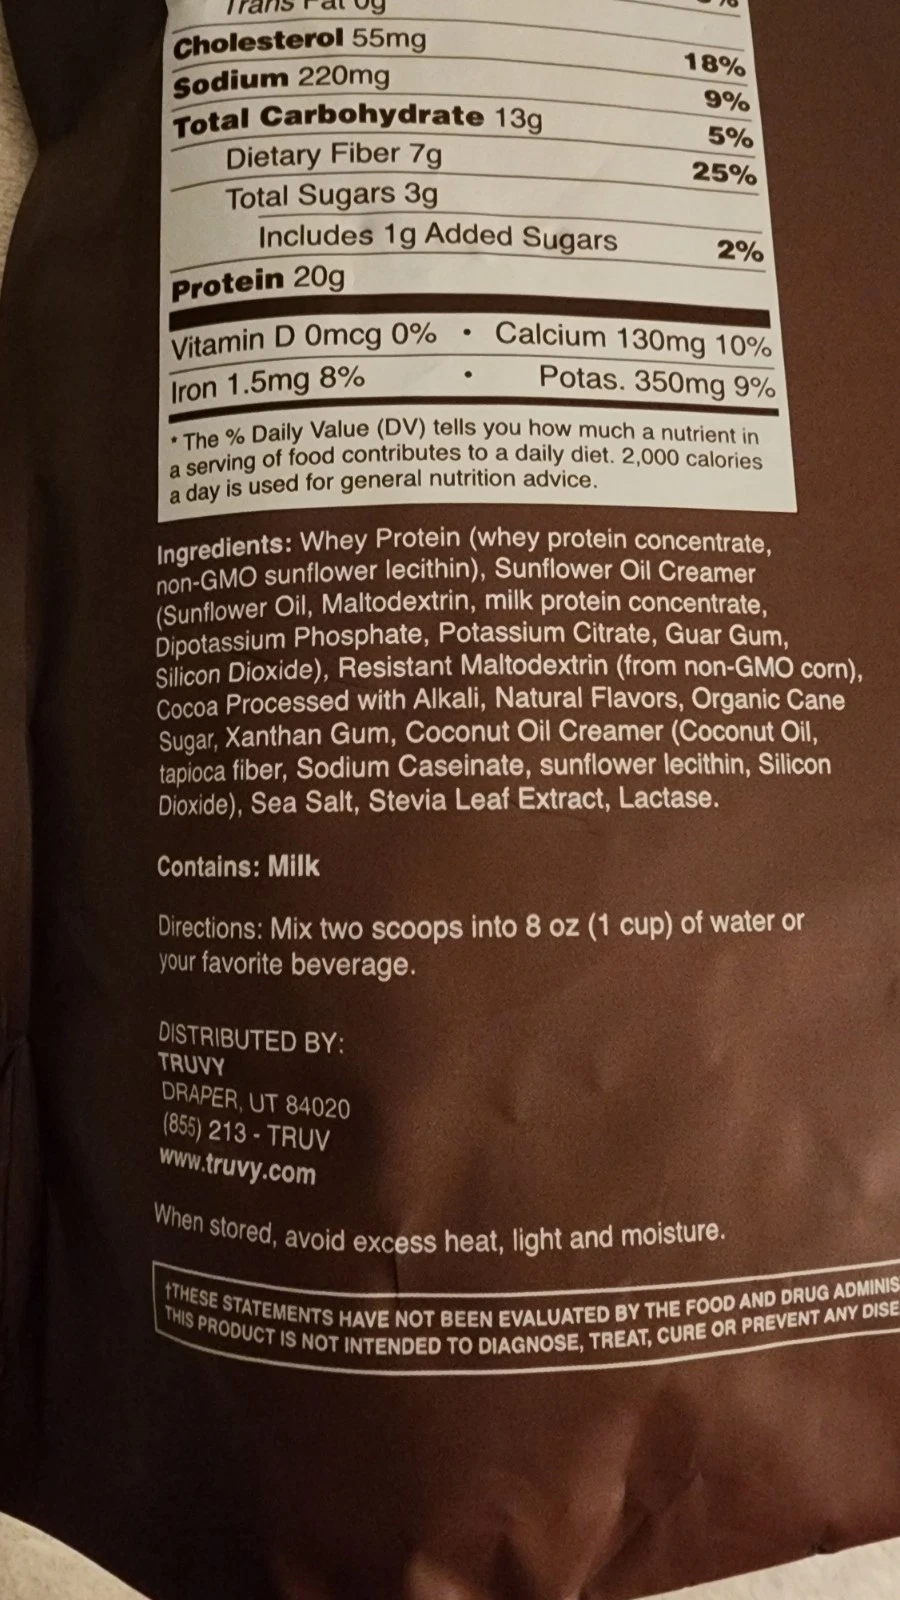 Trans Fat 0g
Cholesterol 55mg 18%
Sodium 220mg 9%
Total Carbohydrate 13g 5%
Dietary Fiber 7g 25%
Total Sugars 3g
Includes 1g Added Sugars 2%
Protein 20g
Vitamin D 0mcg 0% • Calcium 130mg 10%
Iron 1.5mg 8% • Potas. 350mg 9%
* The % Daily Value (DV) tells you how much a nutrient in
a serving of food contributes to a daily diet. 2,000 calories
a day is used for general nutrition advice.
Ingredients: Whey Protein (whey protein concentrate,
non-GMO sunflower lecithin), Sunflower Oil Creamer
(Sunflower Oil, Maltodextrin, milk protein concentrate,
Dipotassium Phosphate, Potassium Citrate, Guar Gum,
Silicon Dioxide), Resistant Maltodextrin (from non-GMO corn),
Cocoa Processed with Alkali, Natural Flavors, Organic Cane
Sugar, Xanthan Gum, Coconut Oil Creamer (Coconut Oil,
tapioca fiber, Sodium Caseinate, sunflower lecithin, Silicon
Dioxide), Sea Salt, Stevia Leaf Extract, Lactase.
Contains: Milk
Directions: Mix two scoops into 8 oz (1 cup) of water or
your favorite beverage.
DISTRIBUTED BY:
TRUVY
DRAPER, UT 84020
(855) 213 - TRUV
www.truvy.com
When stored, avoid excess heat, light and moisture.
†THESE STATEMENTS HAVE NOT BEEN EVALUATED BY THE FOOD AND DRUG ADMINIS
THIS PRODUCT IS NOT INTENDED TO DIAGNOSE, TREAT, CURE OR PREVENT ANY DISE